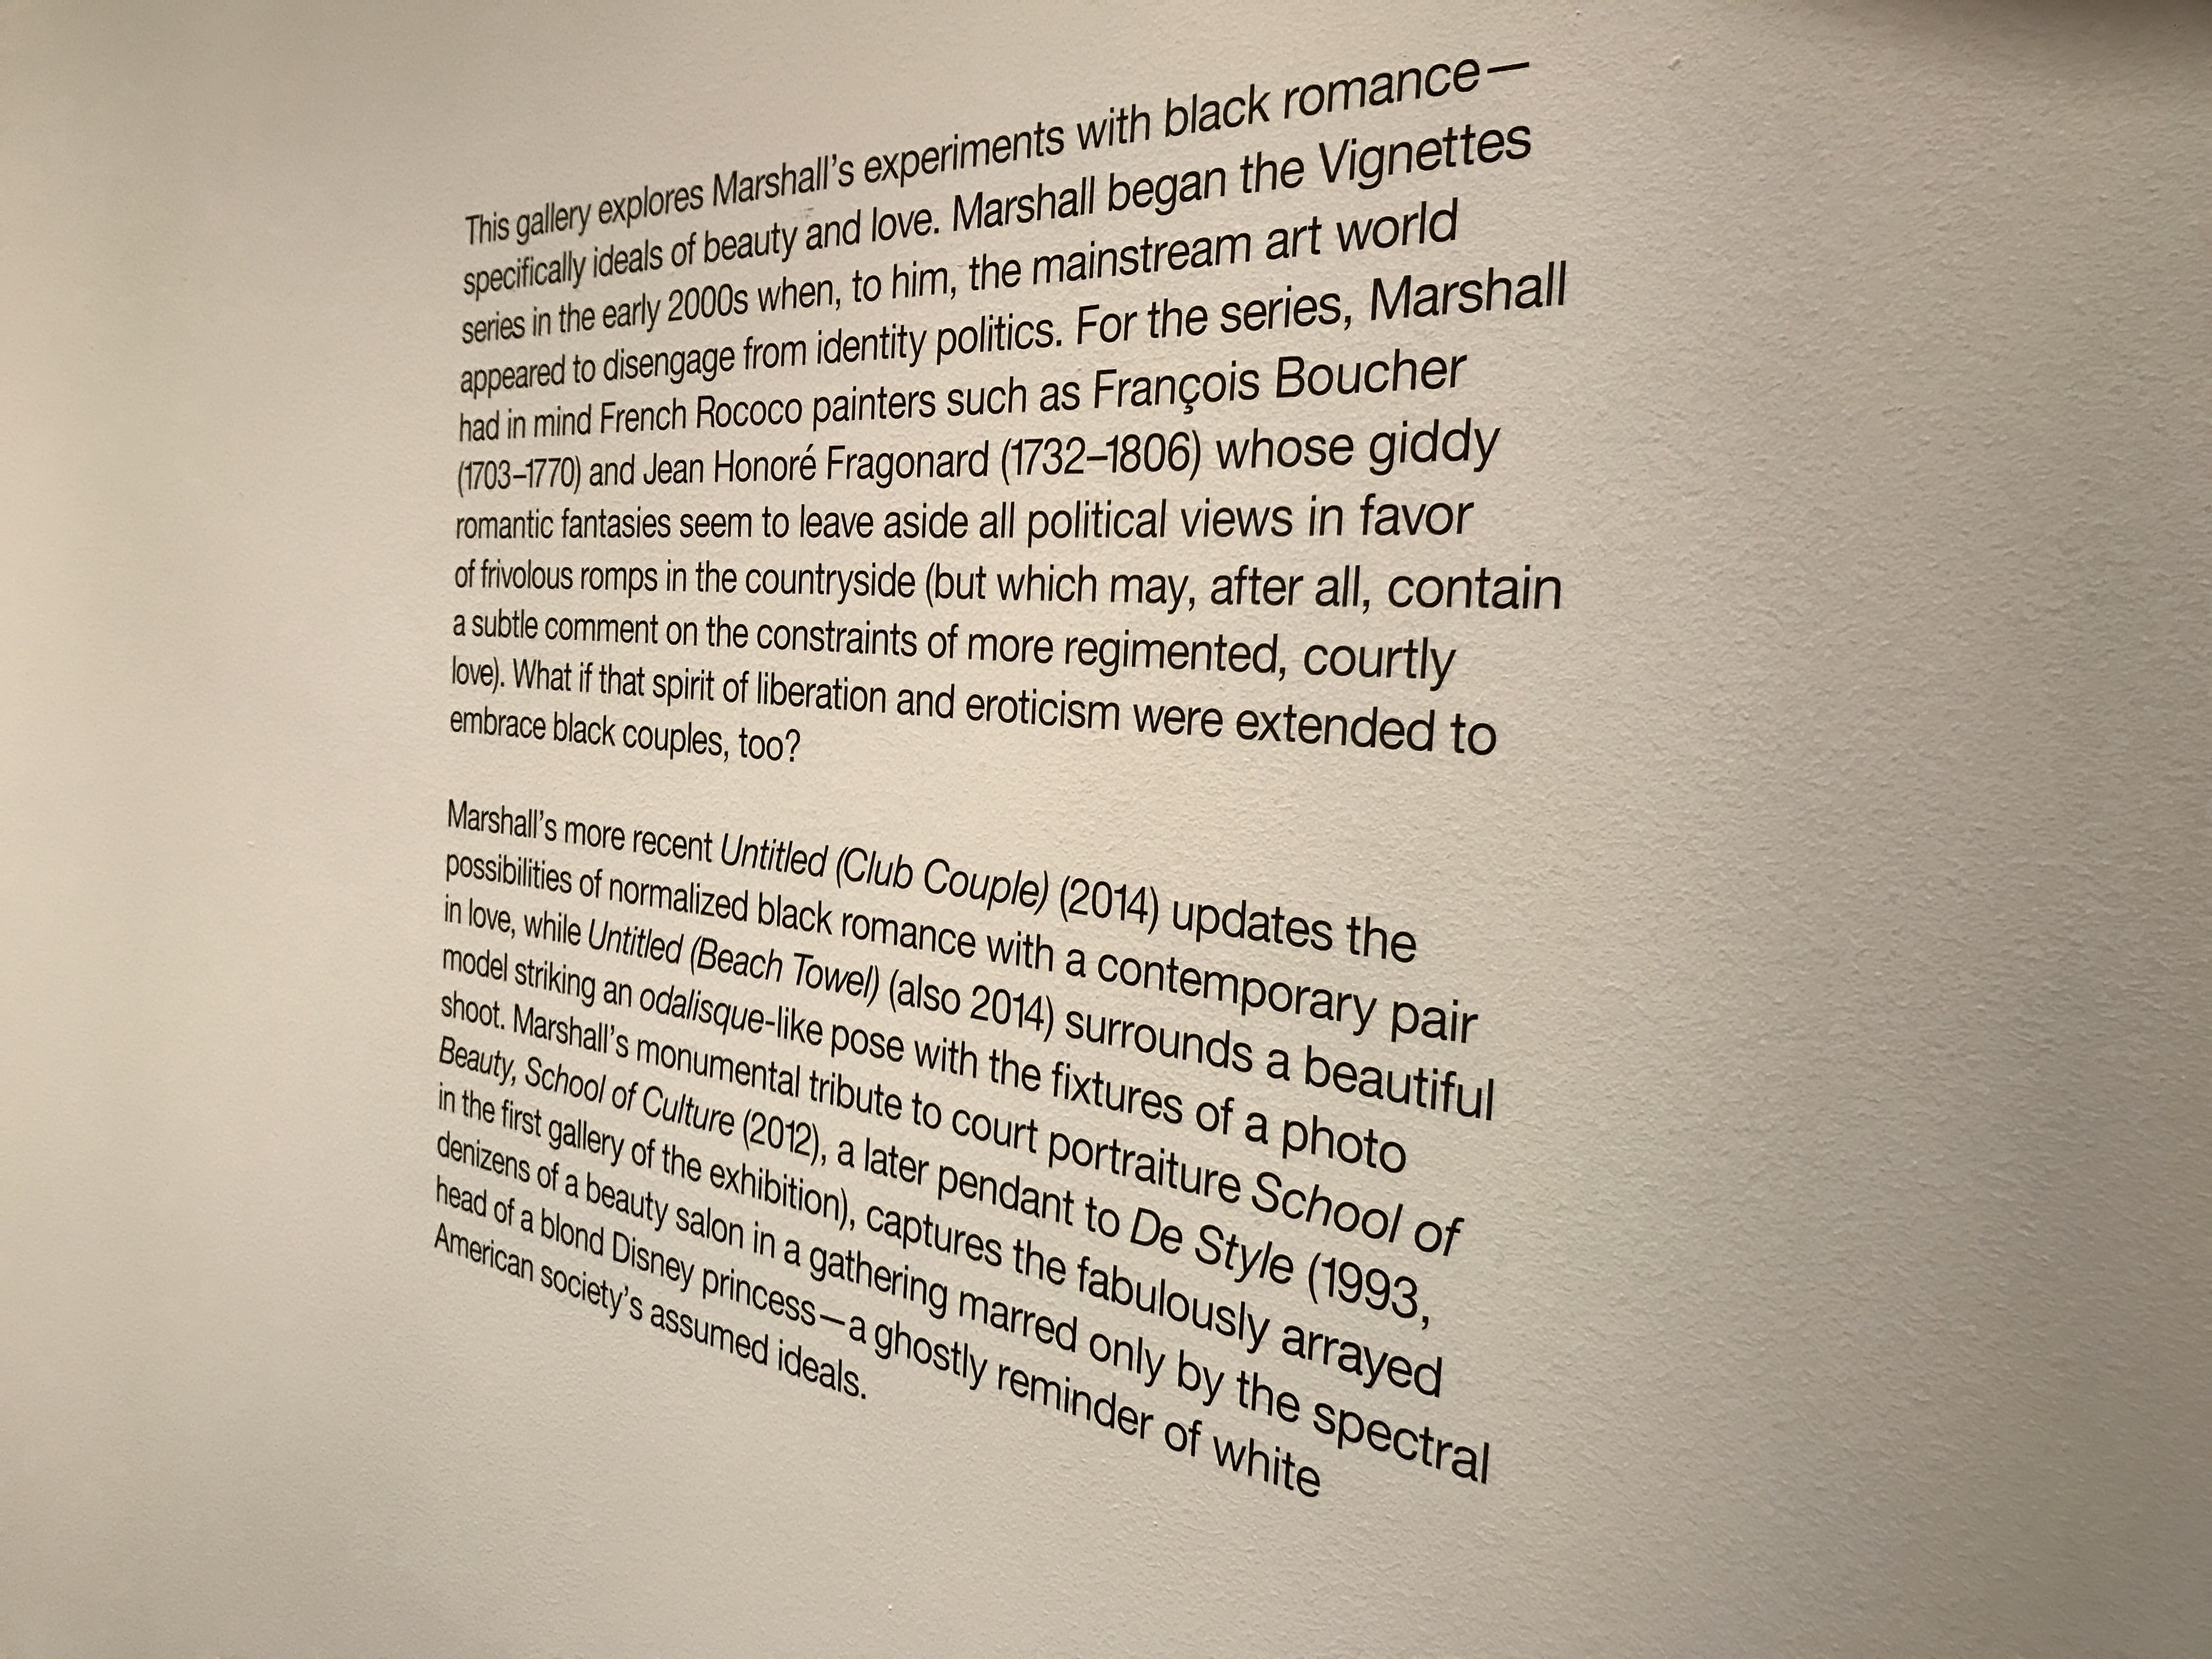 This gallery explores Marshall’s experiments with black romance—
specifically ideals of beauty and love. Marshall began the Vignettes
series in the early 2000s when, to him, the mainstream art world
appeared to disengage from identity politics. For the series, Marshall
had in mind French Rococo painters such as François Boucher
(1703–1770) and Jean Honoré Fragonard (1732–1806) whose giddy
romantic fantasies seem to leave aside all political views in favor
of frivolous romps in the countryside (but which may, after all, contain
a subtle comment on the constraints of more regimented, courtly
love). What if that spirit of liberation and eroticism were extended to
embrace black couples, too?
Marshall’s more recent Untitled (Club Couple) (2014) updates the
possibilities of normalized black romance with a contemporary pair
in love, while Untitled (Beach Towel) (also 2014) surrounds a beautiful
model striking an odalisque-like pose with the fixtures of a photo
shoot. Marshall’s monumental tribute to court portraiture School of
Beauty, School of Culture (2012), a later pendant to De Style (1993,
in the first gallery of the exhibition), captures the fabulously arrayed
denizens of a beauty salon in a gathering marred only by the spectral
head of a blond Disney princess—a ghostly reminder of white
American society’s assumed ideals.